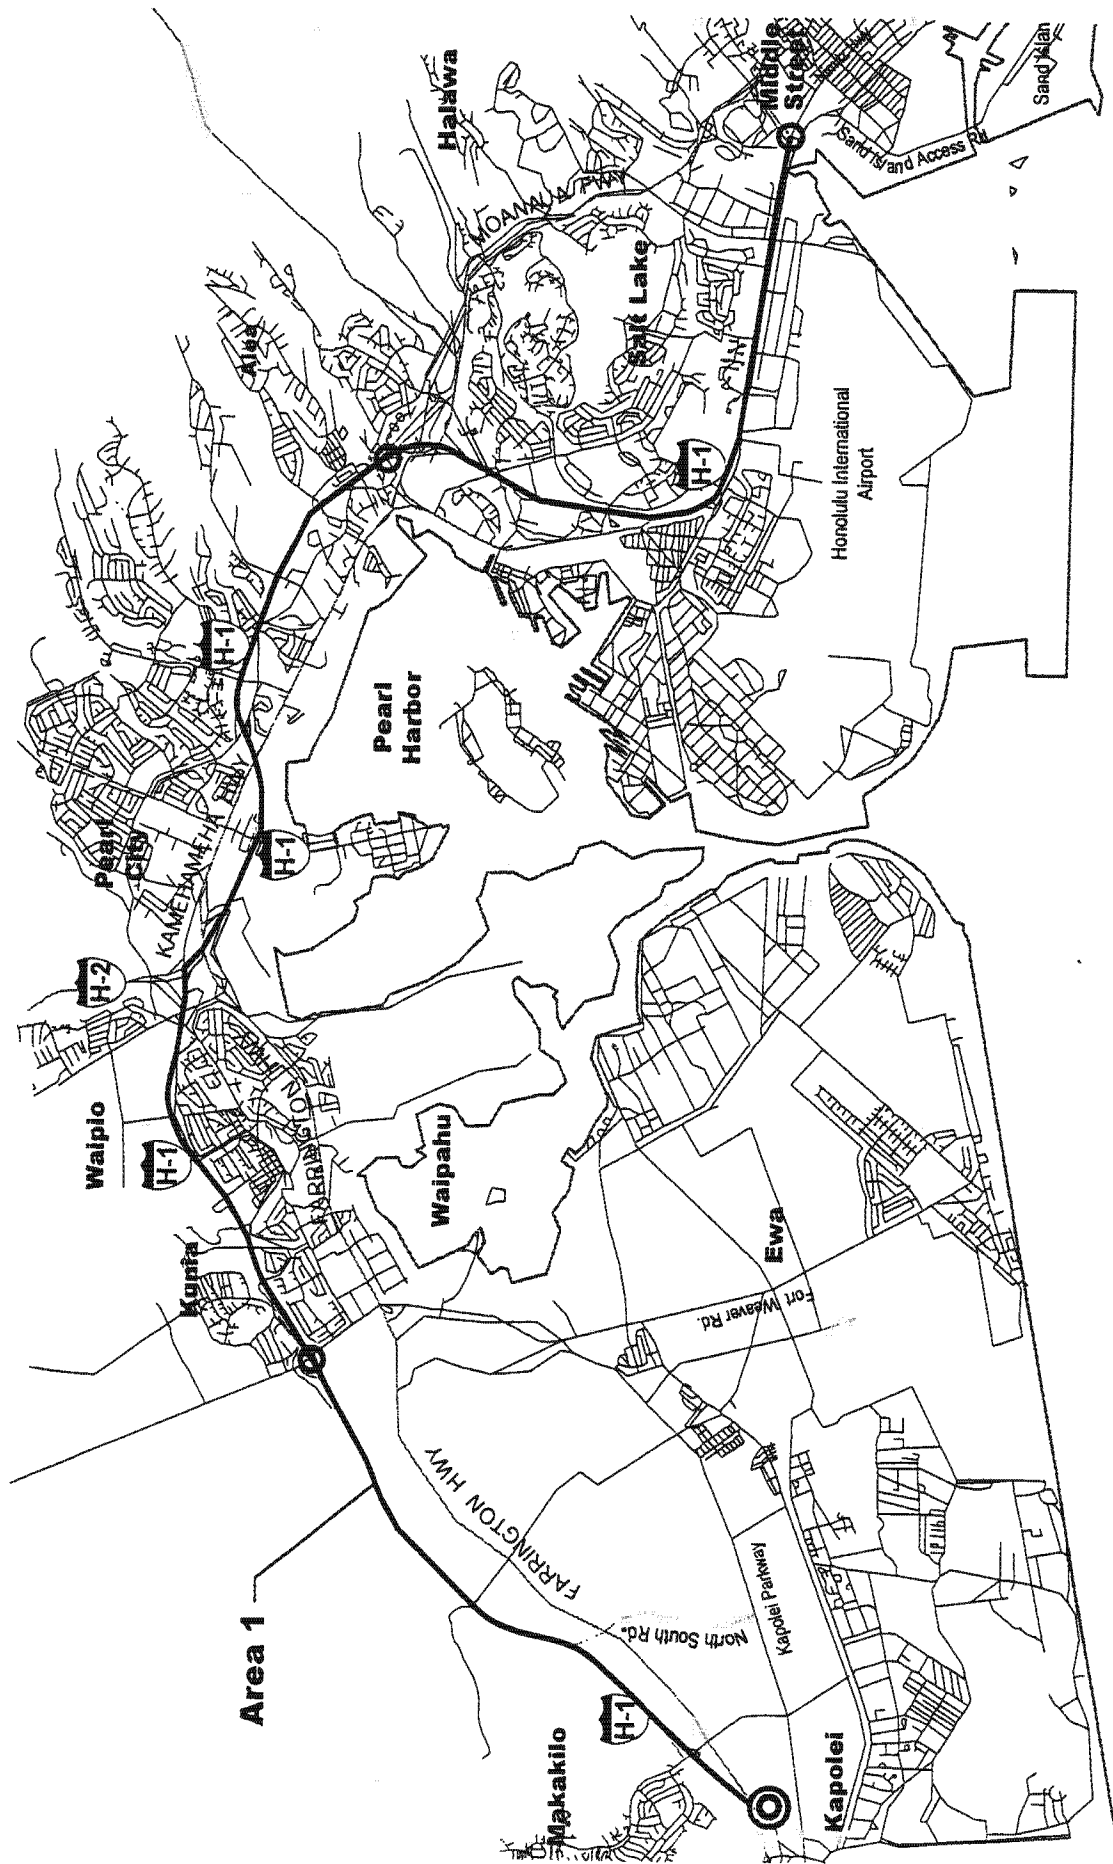 Area 1
Makakilo
H-1
Kapolei
North South Rd.
Kapolei Parkway
FARRINGTON HWY
Kunia
Waipio
H-1
H-2
FARRINGTON HWY
Waipahu
Ewa
Fort Weaver Rd.
Pearl
City
KAMEHAMEHA HWY
H-1
H-1
Pearl
Harbor
Aiea
Halawa
MOANALUA FWY
Salt Lake
H-1
Honolulu International
Airport
Middle
Street
Sand Island Access Rd